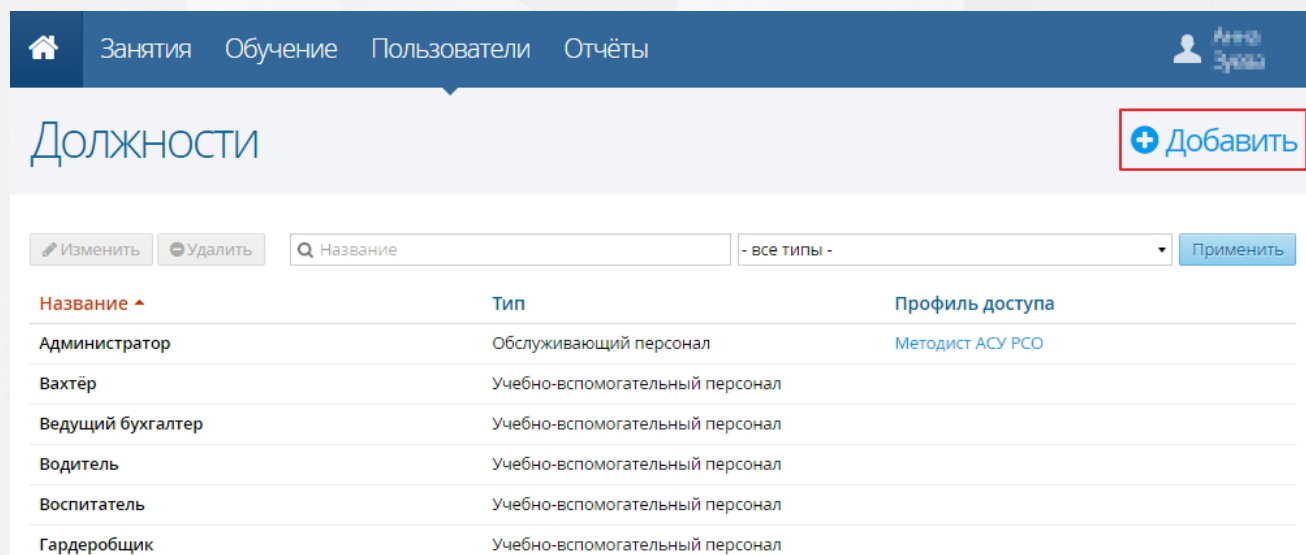 Занятия Обучение Пользователи Отчёты
Должности
Добавить
Изменить Удалить Название - все типы - Применить
Название Тип Профиль доступа
Администратор Обслуживающий персонал Методист АСУ РСО
Вахтёр Учебно-вспомогательный персонал
Ведущий бухгалтер Учебно-вспомогательный персонал
Водитель Учебно-вспомогательный персонал
Воспитатель Учебно-вспомогательный персонал
Гардеробщик Учебно-вспомогательный персонал